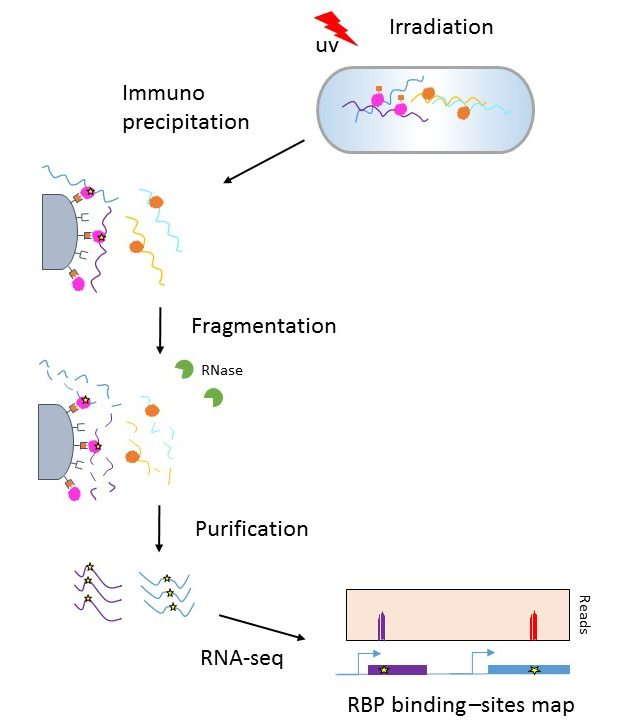 Irradiation
uv
Immuno
precipitation
Fragmentation
RNase
Purification
Reads
RNA-seq
RBP binding–sites map